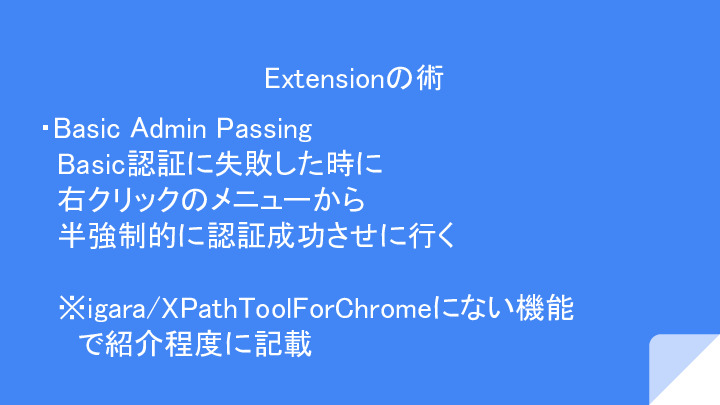 Extensionの術
・Basic Admin Passing
Basic認証に失敗した時に
右クリックのメニューから
半強制的に認証成功させに行く
※igara/XPathToolForChromeにない機能
で紹介程度に記載